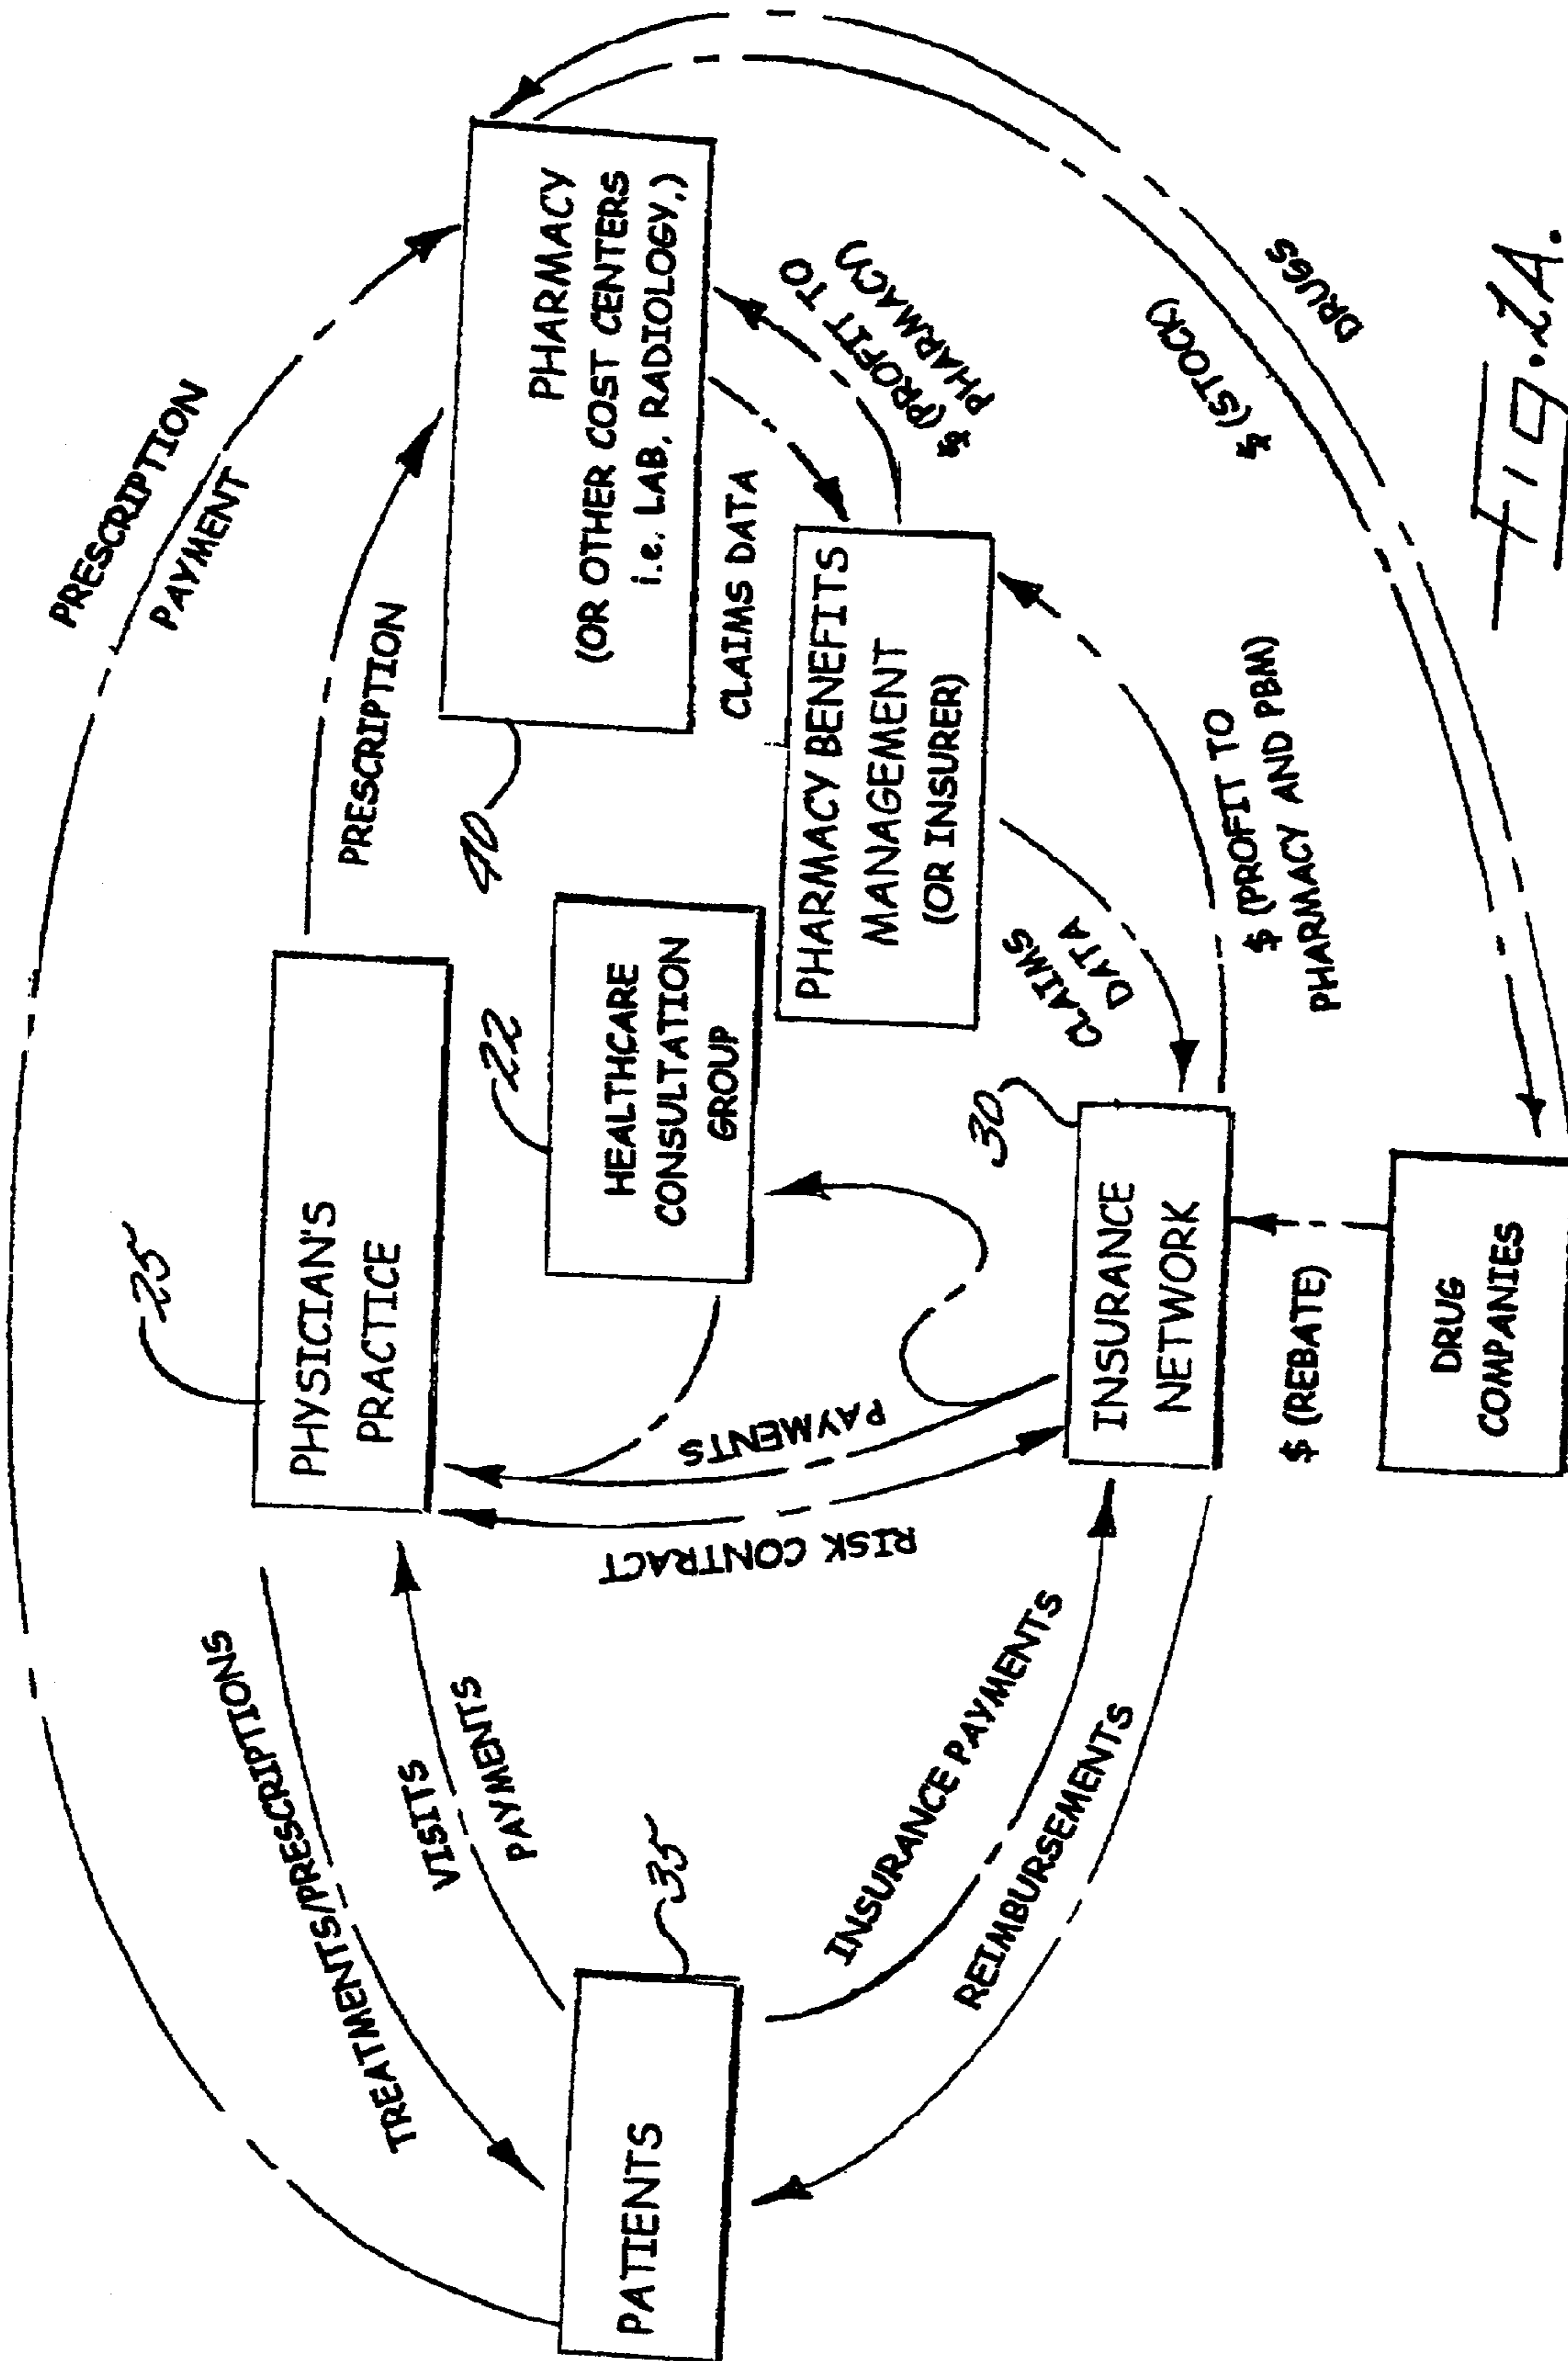 PRESCRIPTION
PAYMENT
PRESCRIPTION
25
PHYSICIAN'S
PRACTICE
TREATMENTS/PRESCRIPTIONS
VISITS
PAYMENTS
40
PHARMACY
(OR OTHER COST CENTERS
i.e. LAB, RADIOLOGY,)
22
HEALTHCARE
CONSULTATION
GROUP
CLAIMS DATA
$ (PROFIT TO
PHARMACY)
35
PATIENTS
PHARMACY BENEFITS
MANAGEMENT
(OR INSURER)
PAYMENTS
RISK CONTRACT
INSURANCE PAYMENTS
REIMBURSEMENTS
30
INSURANCE
NETWORK
CLAIMS
DATA
$ (PROFIT TO
PHARMACY AND PBM)
$ (STOCK)
DRUGS
$ (REBATE)
DRUG
COMPANIES